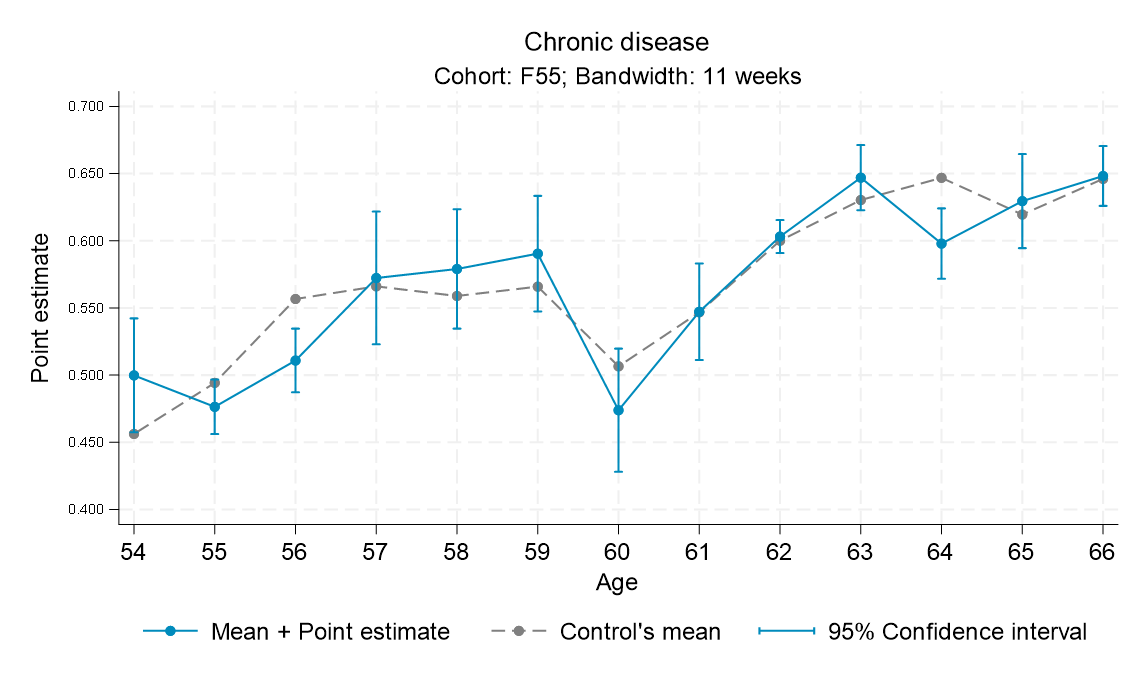 Chronic disease
Cohort: F55; Bandwidth: 11 weeks
Point estimate
0.700
0.650
0.600
0.550
0.500
0.450
0.400
54 55 56 57 58 59 60 61 62 63 64 65 66
Age
Mean + Point estimate Control's mean 95% Confidence interval